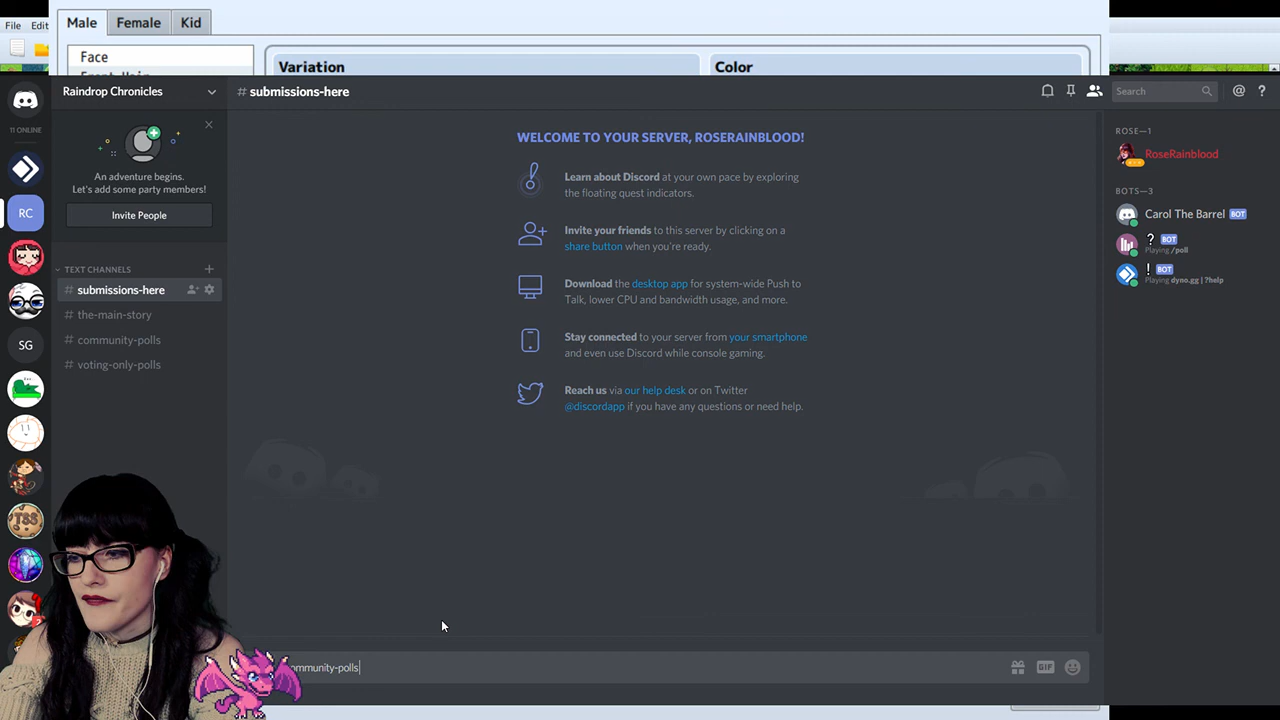 File Edit
Male Female Kid
Face
Variation Color
Raindrop Chronicles
# submissions-here
Search
@ ?
11 ONLINE
RC
SG
TSS
An adventure begins.
Let's add some party members!
Invite People
TEXT CHANNELS +
# submissions-here
# the-main-story
# community-polls
# voting-only-polls
WELCOME TO YOUR SERVER, ROSERAINBLOOD!
Learn about Discord at your own pace by exploring
the floating quest indicators.
Invite your friends to this server by clicking on a
share button when you're ready.
Download the desktop app for system-wide Push to
Talk, lower CPU and bandwidth usage, and more.
Stay connected to your server from your smartphone
and even use Discord while console gaming.
Reach us via our help desk or on Twitter
@discordapp if you have any questions or need help.
ommunity-polls
GIF
ROSE—1
RoseRainblood
BOTS—3
Carol The Barrel BOT
? BOT
Playing /poll
! BOT
Playing dyno.gg | ?help